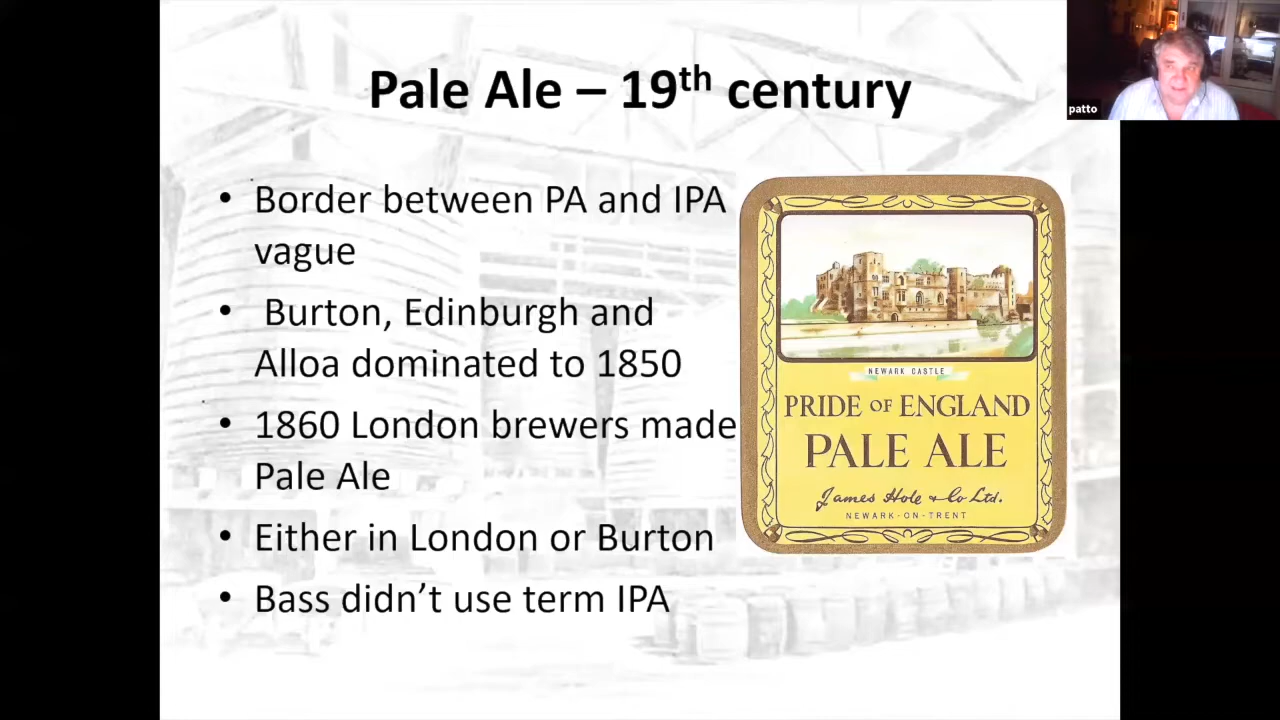 Pale Ale – 19th century
patto
• Border between PA and IPA
vague
• Burton, Edinburgh and
Alloa dominated to 1850
• 1860 London brewers made
Pale Ale
• Either in London or Burton
• Bass didn’t use term IPA
NEWARK CASTLE
PRIDE OF ENGLAND
PALE ALE
James Hole & Co Ltd.
NEWARK-ON-TRENT